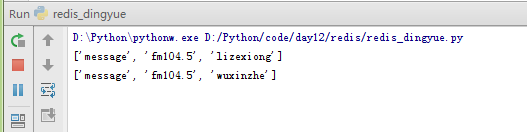 Run redis_dingyue
D:\Python\pythonw.exe D:/Python/code/day12/redis/redis_dingyue.py
['message', 'fm104.5', 'lizexiong']
['message', 'fm104.5', 'wuxinzhe']